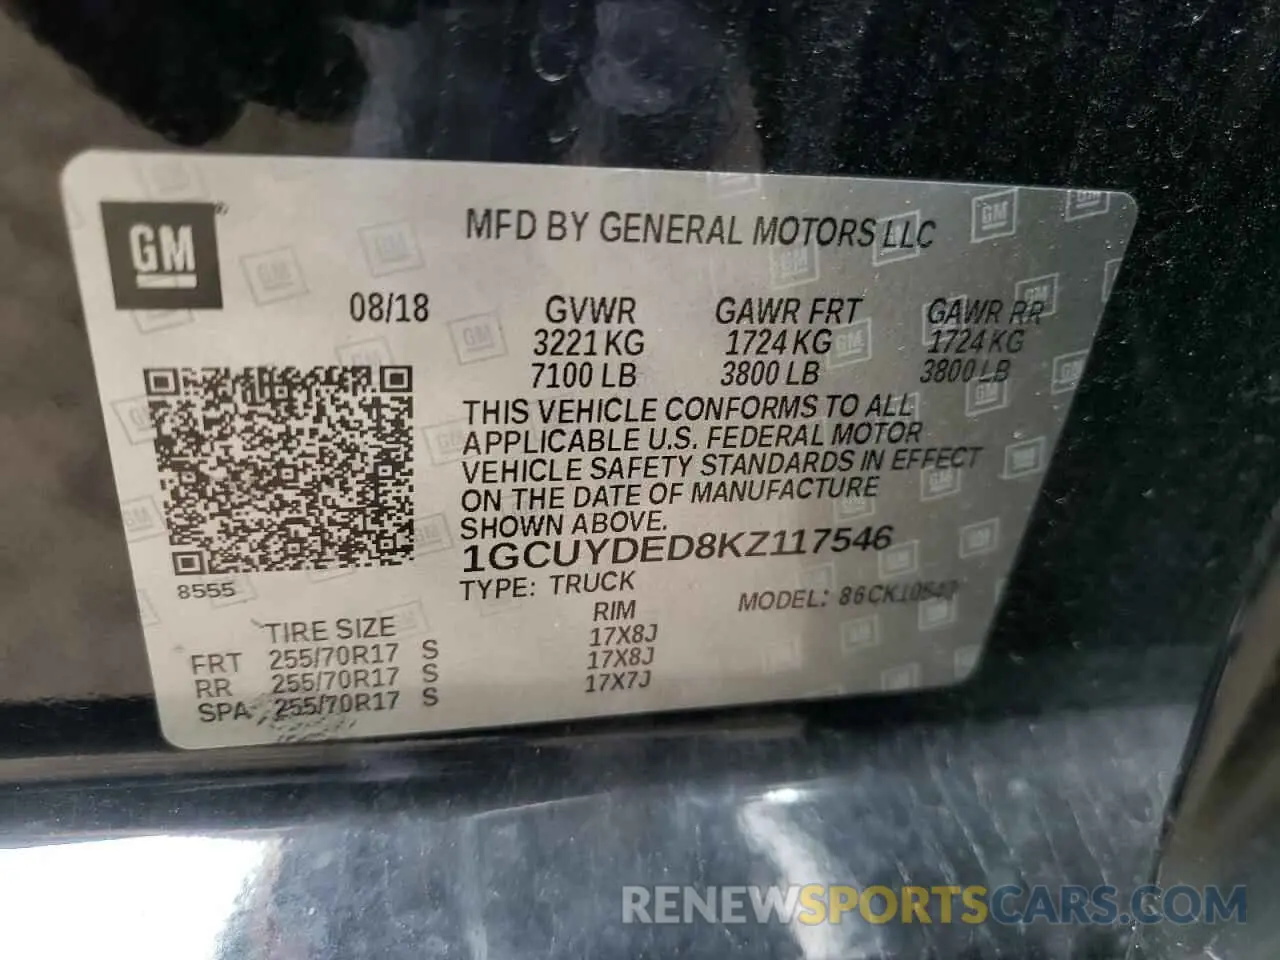 GM
MFD BY GENERAL MOTORS LLC
08/18
GVWR GAWR FRT GAWR RR
3221 KG 1724 KG 1724 KG
7100 LB 3800 LB 3800 LB
THIS VEHICLE CONFORMS TO ALL
APPLICABLE U.S. FEDERAL MOTOR
VEHICLE SAFETY STANDARDS IN EFFECT
ON THE DATE OF MANUFACTURE
SHOWN ABOVE.
1GCUYDED8KZ117546
8555
TYPE: TRUCK
MODEL: 86CK10543
TIRE SIZE RIM
FRT 255/70R17 S 17X8J
RR 255/70R17 S 17X8J
SPA 255/70R17 S 17X7J
RENEWSPORTSCARS.COM